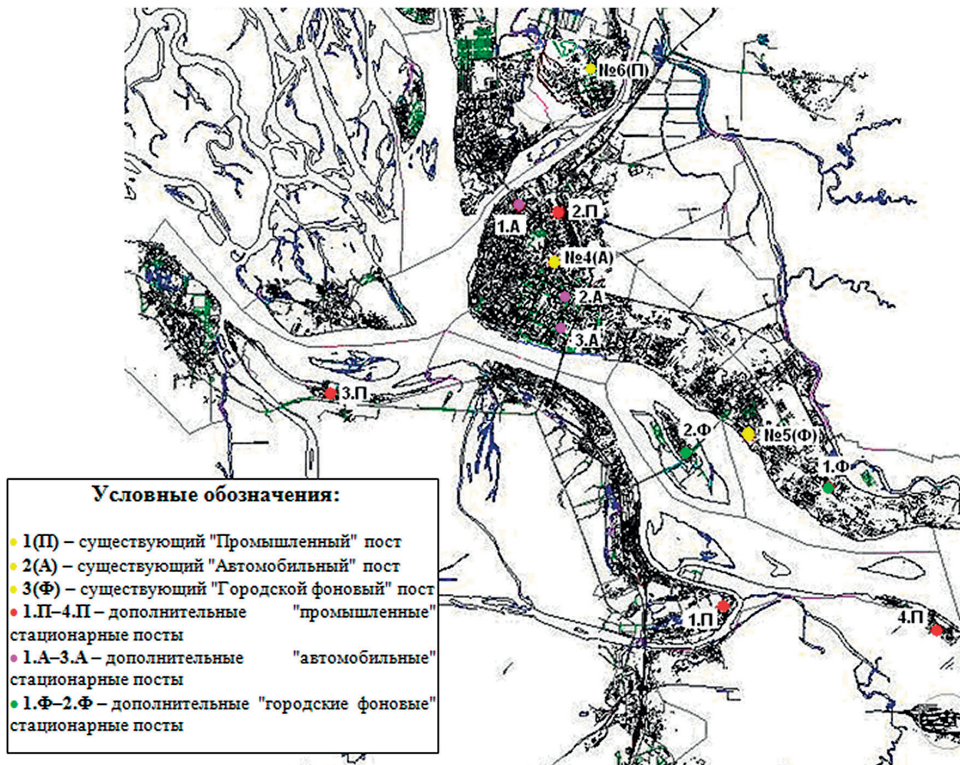 №6(П)
1.А
2.П
№4(А)
2.А
3.А
3.П
2.Ф
№5(Ф)
1.Ф
1.П
4.П
Условные обозначения:
1(П) – существующий "Промышленный" пост
2(А) – существующий "Автомобильный" пост
3(Ф) – существующий "Городской фоновый" пост
1.П–4.П – дополнительные "промышленные"
стационарные посты
1.А–3.А – дополнительные "автомобильные"
стационарные посты
1.Ф–2.Ф – дополнительные "городские фоновые"
стационарные посты